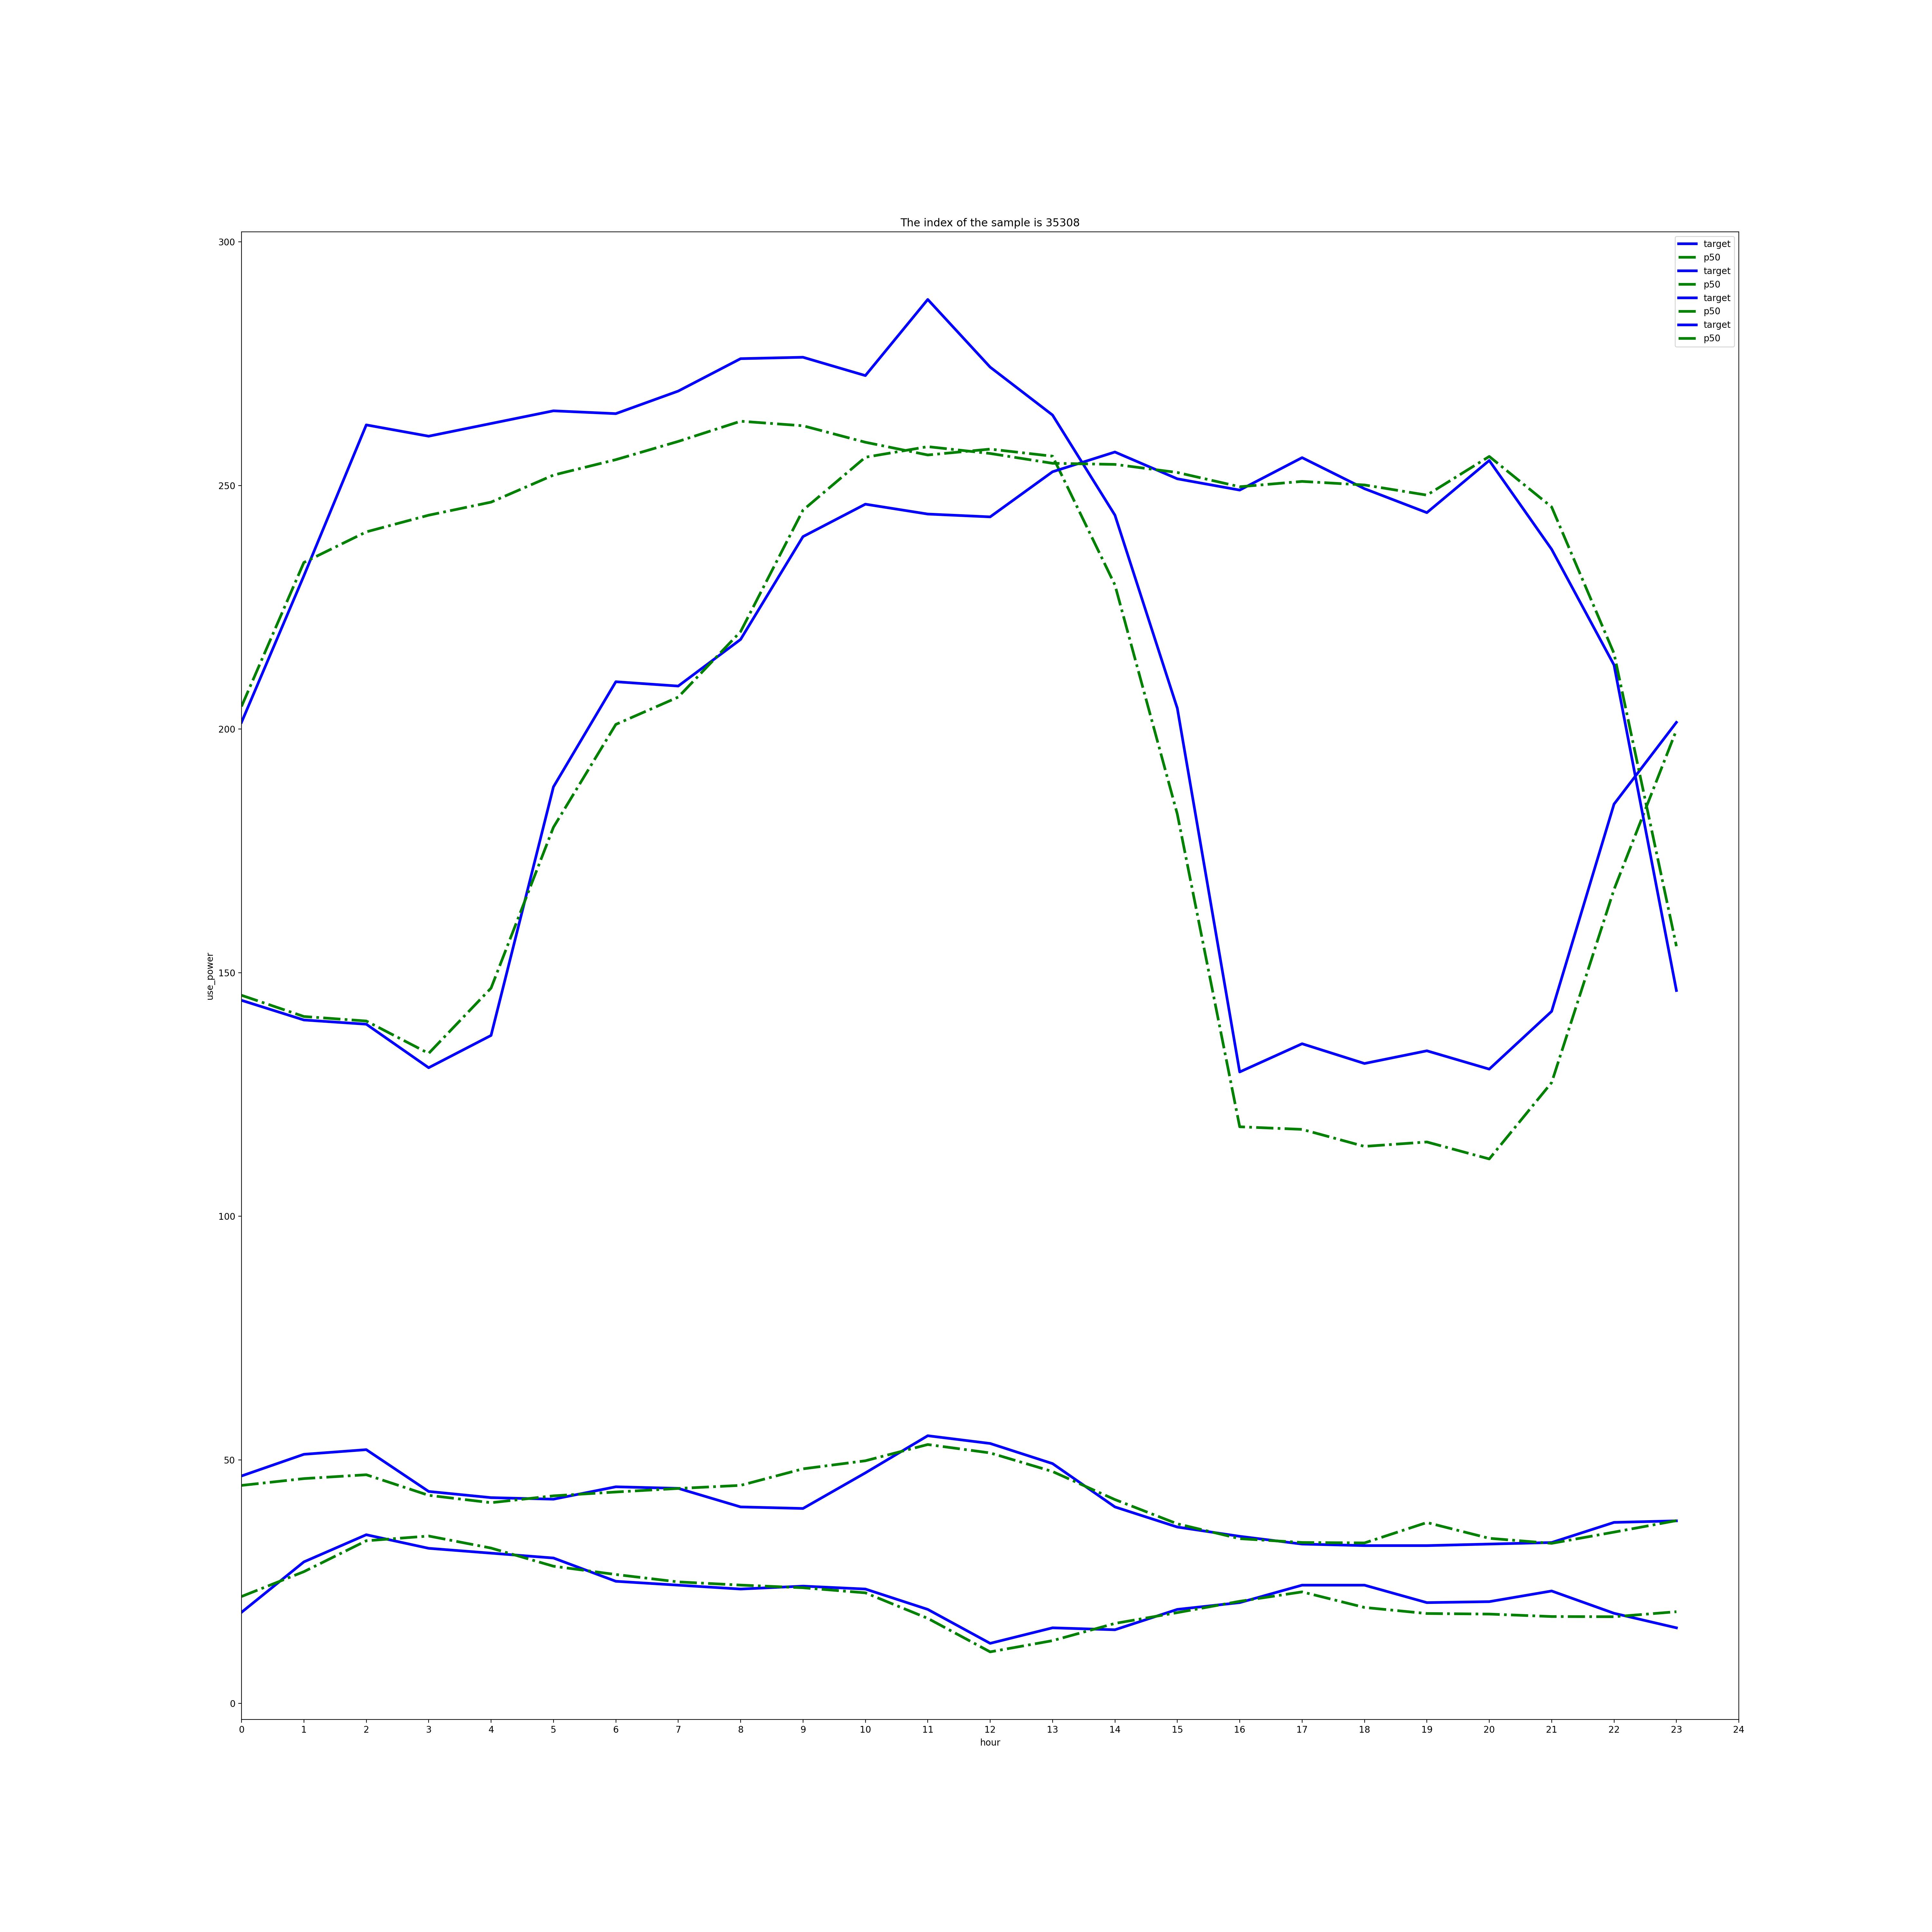 The index of the sample is 35308
target
p50
target
p50
target
p50
target
p50
300
250
200
150
100
50
0
use_power
0 1 2 3 4 5 6 7 8 9 10 11 12 13 14 15 16 17 18 19 20 21 22 23 24
hour